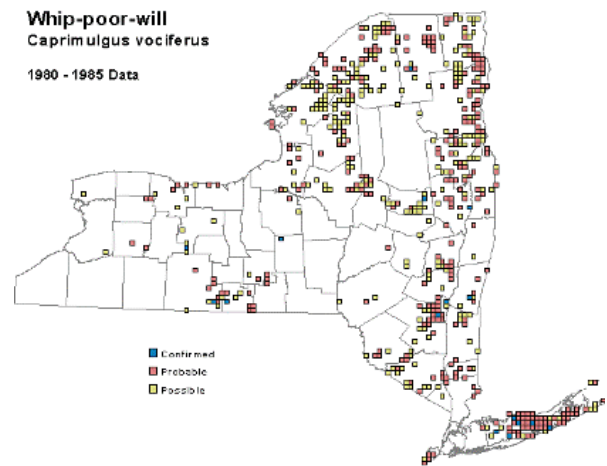 Whip-poor-will
Caprimulgus vociferus
1980 - 1985 Data
Confirmed
Probable
Possible